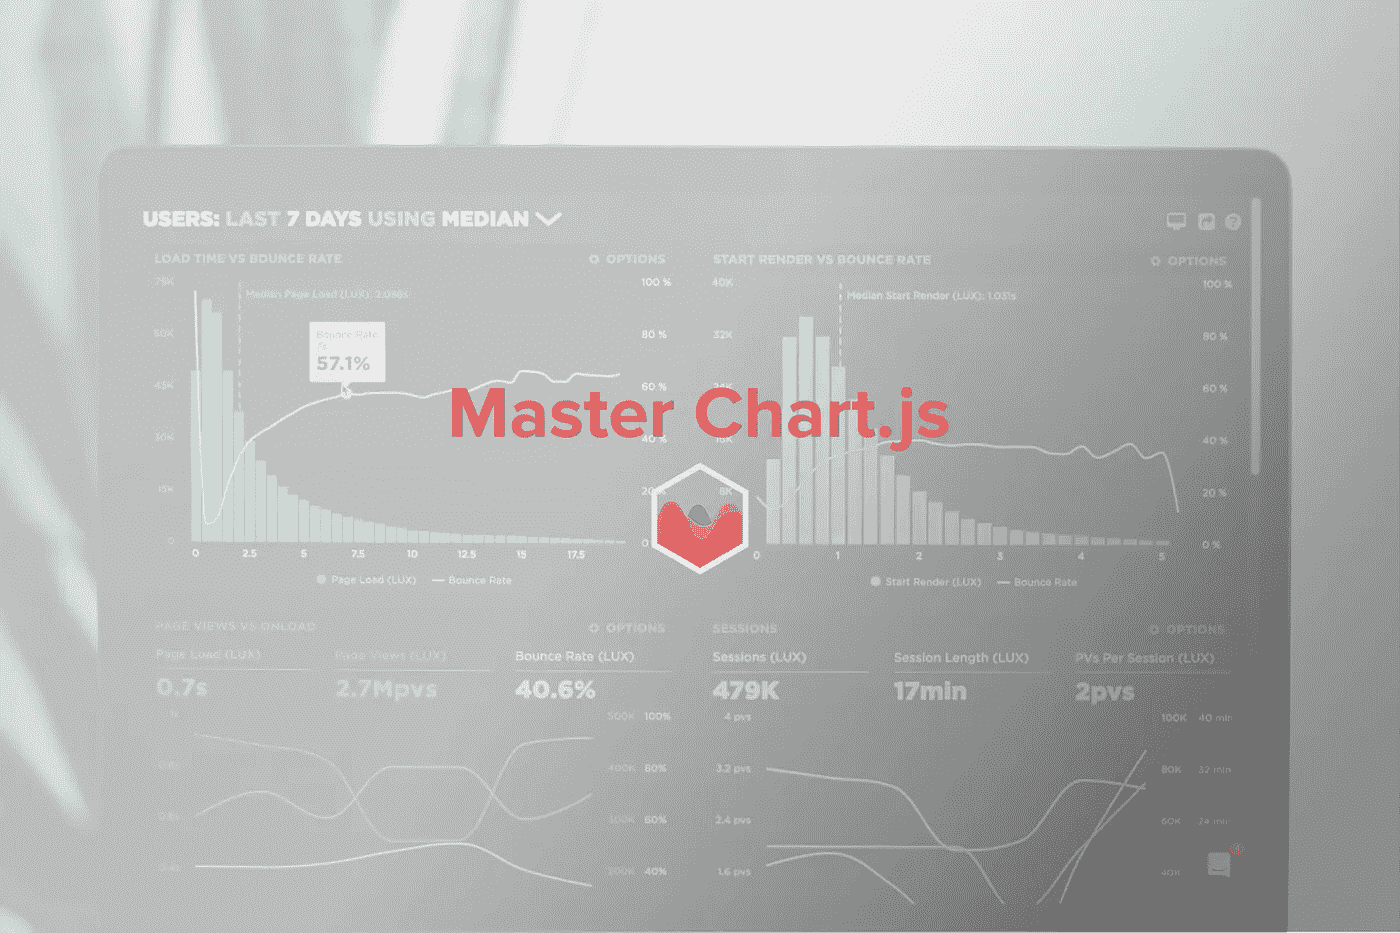 USERS: LAST 7 DAYS USING MEDIAN
LOAD TIME VS BOUNCE RATE
OPTIONS
75K
100 %
Median Page Load (LUX): 2.056s
Bounce Rate
57.1%
60K
80 %
45K
60 %
30K
40 %
15K
20 %
0
0 2.5 5 7.5 10 12.5 15 17.5
Page Load (LUX) Bounce Rate
START RENDER VS BOUNCE RATE
OPTIONS
40K
100 %
Median Start Render (LUX): 1.031s
32K
80 %
24K
60 %
16K
40 %
8K
20 %
0 %
0 1 2 3 4 5
Start Render (LUX) Bounce Rate
Master Chart.js
PAGE VIEWS VS ONLOAD
OPTIONS
Page Load (LUX) Page Views (LUX) Bounce Rate (LUX)
0.7s 2.7Mpvs 40.6%
500K 100%
400K 80%
300K 60%
200K 40%
SESSIONS
OPTIONS
Sessions (LUX) Session Length (LUX) PVs Per Session (LUX)
479K 17min 2pvs
4 pvs 100K 40 min
3.2 pvs 80K 32 min
2.4 pvs 60K 24 min
1.6 pvs 40K